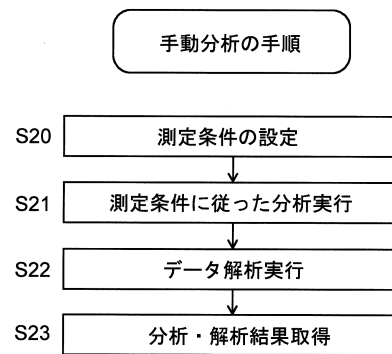 手動分析の手順
S20 測定条件の設定
S21 測定条件に従った分析実行
S22 データ解析実行
S23 分析・解析結果取得